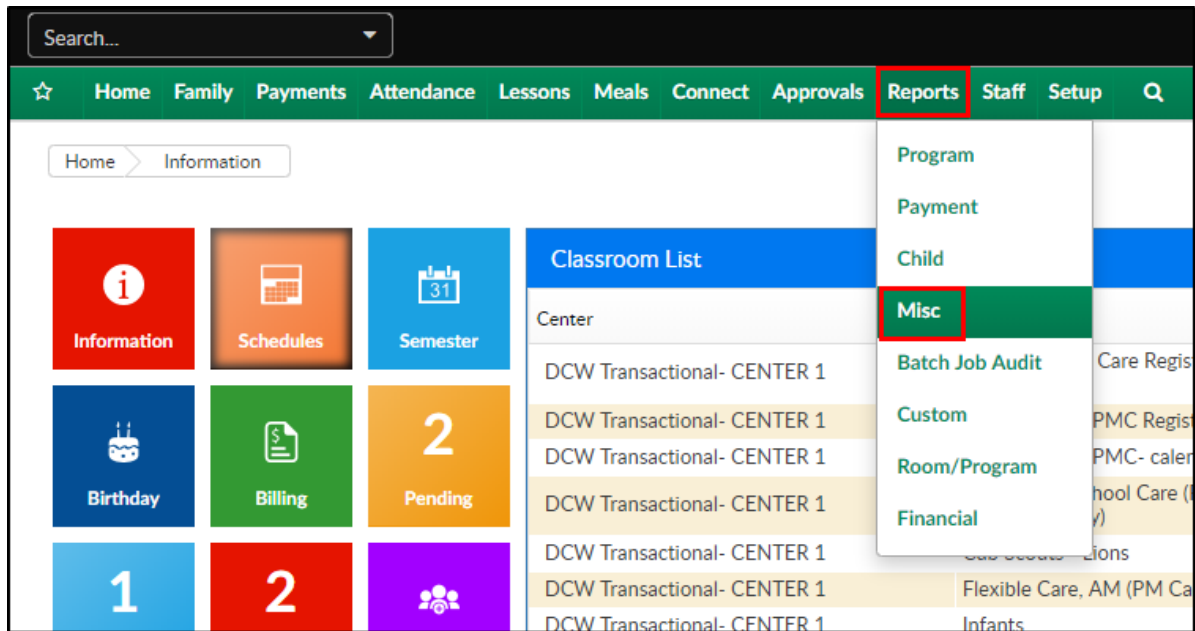 Search...
Home Family Payments Attendance Lessons Meals Connect Approvals Reports Staff Setup
Home Information
Program
Payment
Child
Misc
Batch Job Audit
Custom
Room/Program
Financial
Information
Schedules
31
Semester
Birthday
$
Billing
2
Pending
1
2
Classroom List
Center
DCW Transactional- CENTER 1 Care Regis
DCW Transactional- CENTER 1 PMC Regist
DCW Transactional- CENTER 1 PMC- caler
DCW Transactional- CENTER 1 hool Care (
y)
DCW Transactional- CENTER 1 Cub Scouts - Lions
DCW Transactional- CENTER 1 Flexible Care, AM (PM Ca
DCW Transactional- CENTER 1 Infants